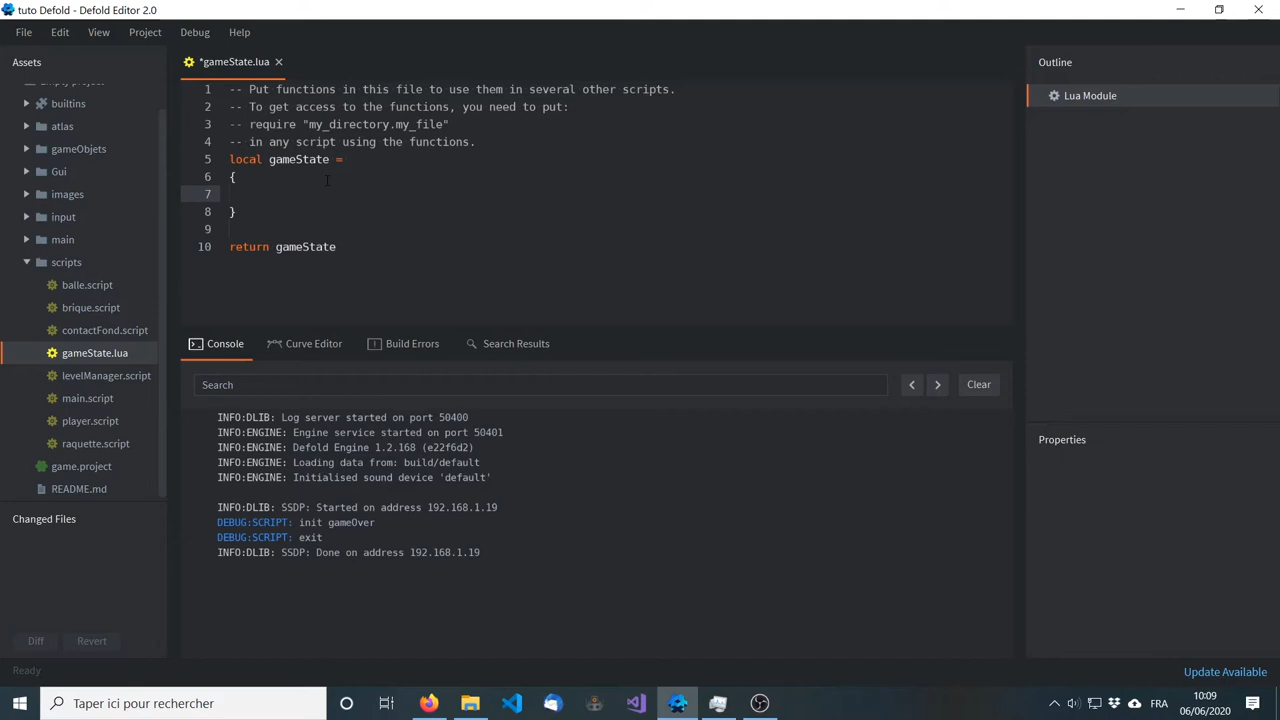 tuto Defold - Defold Editor 2.0
File Edit View Project Debug Help
Assets
builtins
atlas
gameObjets
Gui
images
input
main
scripts
balle.script
brique.script
contactFond.script
gameState.lua
levelManager.script
main.script
player.script
raquette.script
game.project
README.md
Changed Files
Diff Revert
Ready
*gameState.lua
1 -- Put functions in this file to use them in several other scripts.
2 -- To get access to the functions, you need to put:
3 -- require "my_directory.my_file"
4 -- in any script using the functions.
5 local gameState =
6 {
7
8 }
9
10 return gameState
Console Curve Editor Build Errors Search Results
Search Clear
INFO:DLIB: Log server started on port 50400
INFO:ENGINE: Engine service started on port 50401
INFO:ENGINE: Defold Engine 1.2.168 (e22f6d2)
INFO:ENGINE: Loading data from: build/default
INFO:ENGINE: Initialised sound device 'default'
INFO:DLIB: SSDP: Started on address 192.168.1.19
DEBUG:SCRIPT: init gameOver
DEBUG:SCRIPT: exit
INFO:DLIB: SSDP: Done on address 192.168.1.19
Outline
Lua Module
Properties
Update Available
Taper ici pour rechercher
FRA
10:09
06/06/2020